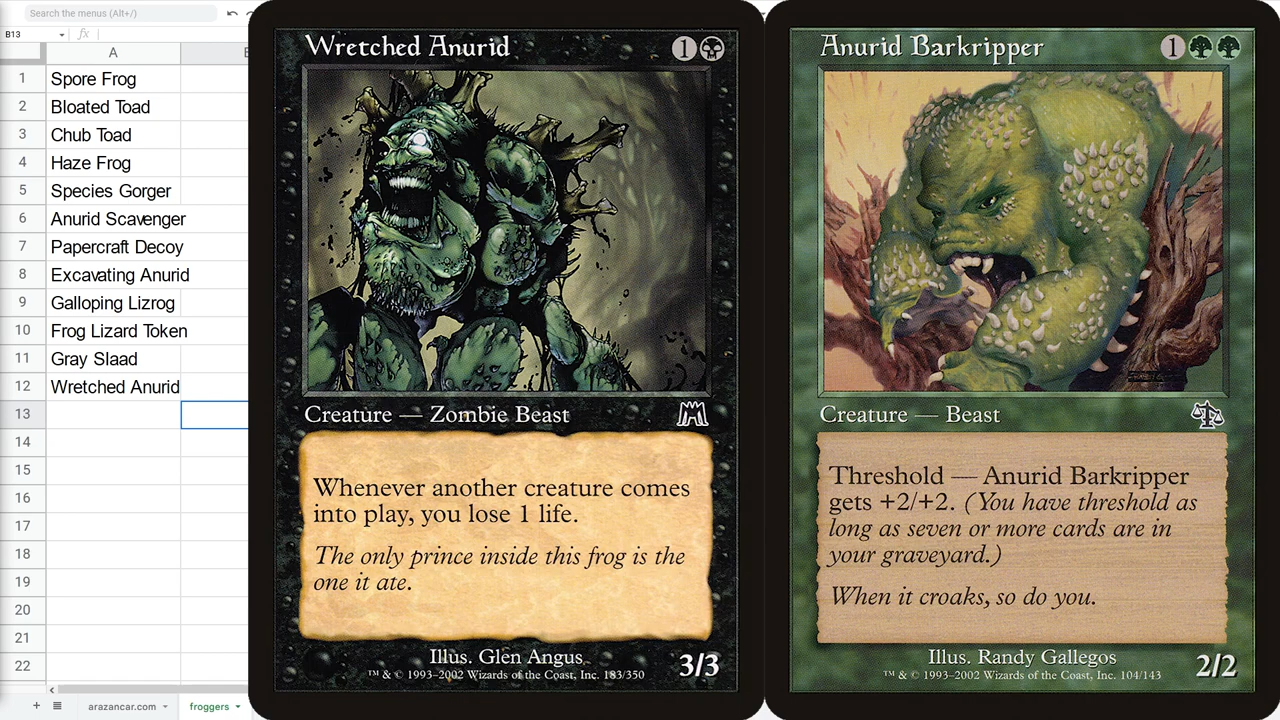 Search the menus (Alt+/)
B13
fx
A
1 Spore Frog
2 Bloated Toad
3 Chub Toad
4 Haze Frog
5 Species Gorger
6 Anurid Scavenger
7 Papercraft Decoy
8 Excavating Anurid
9 Galloping Lizrog
10 Frog Lizard Token
11 Gray Slaad
12 Wretched Anurid
13
14
15
16
17
18
19
20
21
22
arazancar.com
froggers
Wretched Anurid 1
Creature — Zombie Beast
Whenever another creature comes
into play, you lose 1 life.
The only prince inside this frog is the
one it ate.
Illus. Glen Angus
3/3
™ & © 1993–2002 Wizards of the Coast, Inc. 183/350
Anurid Barkripper 1
Creature — Beast
Threshold — Anurid Barkripper
gets +2/+2. (You have threshold as
long as seven or more cards are in
your graveyard.)
When it croaks, so do you.
Illus. Randy Gallegos
2/2
™ & © 1993–2002 Wizards of the Coast, Inc. 104/143